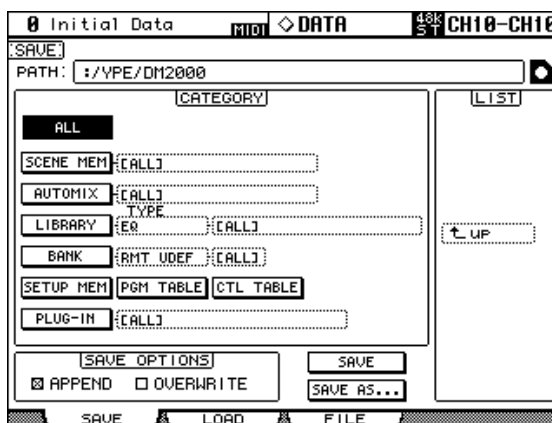 0 Initial Data MIDI ◇DATA 48k ST CH10-CH10
SAVE
PATH: :/YPE/DM2000
CATEGORY
LIST
ALL
SCENE MEM [ALL]
AUTOMIX [ALL]
TYPE
LIBRARY EQ [ALL]
UP
BANK RMT UDEF [ALL]
SETUP MEM PGM TABLE CTL TABLE
PLUG-IN [ALL]
SAVE OPTIONS
SAVE
APPEND OVERWRITE
SAVE AS...
SAVE LOAD FILE